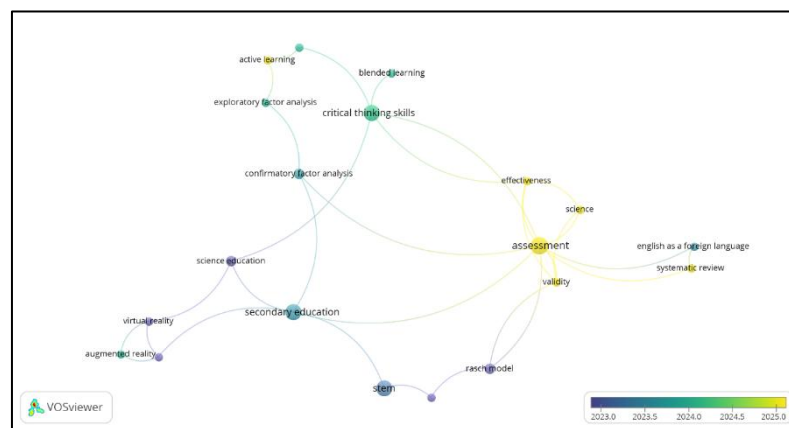 active learning
blended learning
exploratory factor analysis
critical thinking skills
confirmatory factor analysis
effectiveness
science
assessment
english as a foreign language
science education
systematic review
validity
secondary education
virtual reality
augmented reality
rasch model
stem
VOSviewer
2023.0 2023.5 2024.0 2024.5 2025.0